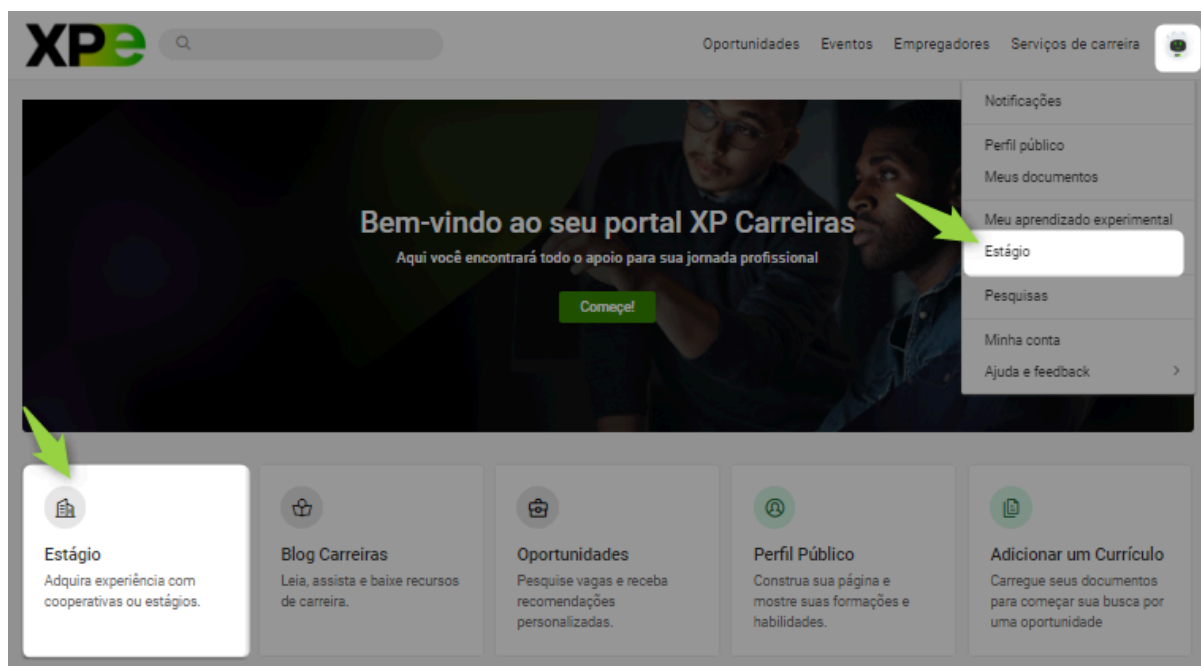 XPe
Oportunidades Eventos Empregadores Serviços de carreira
Notificações
Perfil público
Meus documentos
Meu aprendizado experimental
Estágio
Pesquisas
Minha conta
Ajuda e feedback
Bem-vindo ao seu portal XP Carreiras
Aqui você encontrará todo o apoio para sua jornada profissional
Começe!
Estágio
Adquira experiência com
cooperativas ou estágios.
Blog Carreiras
Leia, assista e baixe recursos
de carreira.
Oportunidades
Pesquise vagas e receba
recomendações
personalizadas.
Perfil Público
Construa sua página e
mostre suas formações e
habilidades.
Adicionar um Currículo
Carregue seus documentos
para começar sua busca por
uma oportunidade